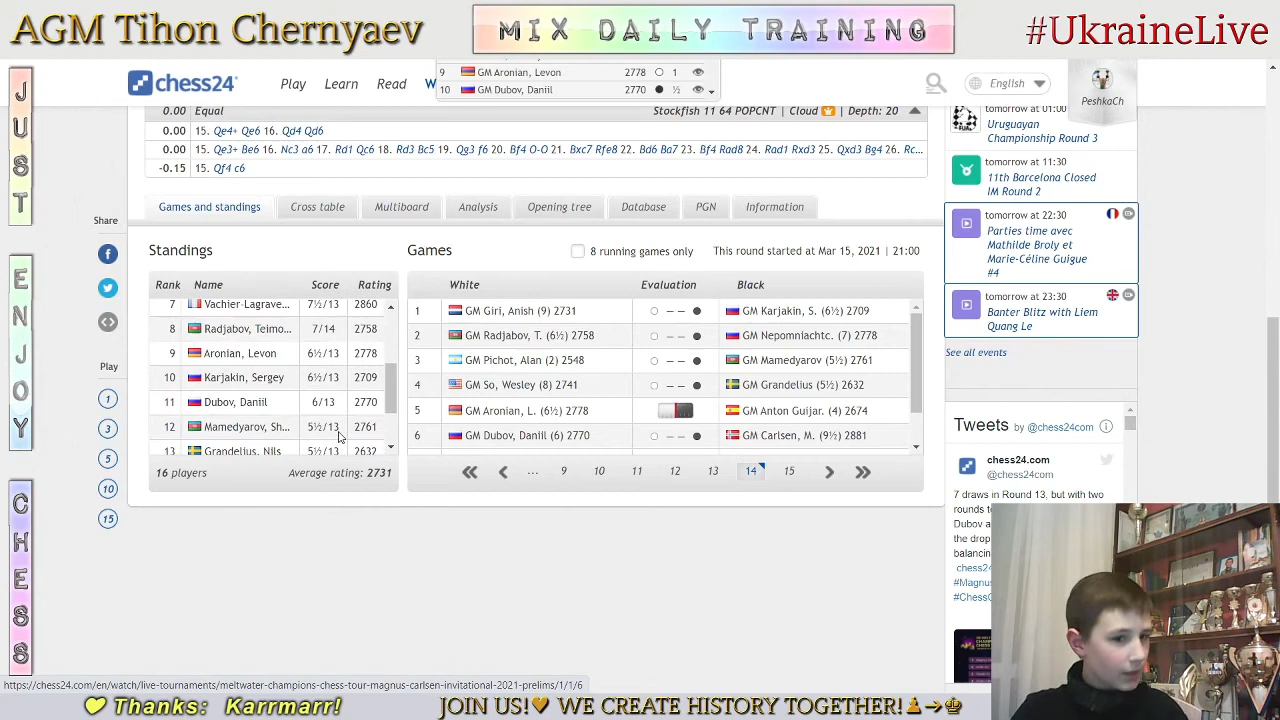 AGM Tihon Chernyaev
MIX DAILY TRAINING
#UkraineLive
chess24
Play Learn Read W
9 GM Aronian, Levon 2778 1
10 GM Dubov, Daniil 2770 ½
English
PeshkaCh
0.00 Equal Stockfish 11 64 POPCNT | Cloud | Depth: 20
0.00 15. Qe4+ Qe6 16. Qd4 Qd6
0.00 15. Qe3+ Be6 16. Nc3 a6 17. Rd1 Qc6 18. Rd3 Bc5 19. Qg3 f6 20. Bf4 O-O 21. Bxc7 Rfe8 22. Bd6 Ba7 23. Bf4 Rad8 24. Rad1 Rxd3 25. Qxd3 Bg4 26. Rc...
-0.15 15. Qf4 c6
Games and standings Cross table Multiboard Analysis Opening tree Database PGN Information
Standings
Rank Name Score Rating
7 Vachier-Lagrave... 7½/13 2860
8 Radjabov, Teimo... 7/14 2758
9 Aronian, Levon 6½/13 2778
10 Karjakin, Sergey 6½/13 2709
11 Dubov, Daniil 6/13 2770
12 Mamedyarov, Sh... 5½/13 2761
13 Grandelius, Nils 5½/13 2632
16 players Average rating: 2731
Games 8 running games only This round started at Mar 15, 2021 | 21:00
White Evaluation Black
1 GM Giri, Anish (9) 2731 – – GM Karjakin, S. (6½) 2709
2 GM Radjabov, T. (6½) 2758 – – GM Nepomniachtc. (7) 2778
3 GM Pichot, Alan (2) 2548 – – GM Mamedyarov (5½) 2761
4 GM So, Wesley (8) 2741 – – GM Grandelius (5½) 2632
5 GM Aronian, L. (6½) 2778 GM Anton Guijar. (4) 2674
6 GM Dubov, Daniil (6) 2770 – – GM Carlsen, M. (9½) 2881
... 9 10 11 12 13 14 15
tomorrow at 01:00
Uruguayan
Championship Round 3
tomorrow at 11:30
11th Barcelona Closed
IM Round 2
tomorrow at 22:30
Parties time avec
Mathilde Broly et
Marie-Céline Guigue
#4
tomorrow at 23:30
Banter Blitz with Liem
Quang Le
See all events
Tweets by @chess24com
chess24.com
@chess24com
7 draws in Round 13, but with two
rounds t
Dubov a
the drop
balancin
chess24
#Magnus
#ChessC
Share
Play
1
3
5
10
15
JUST
ENJOY
CHESS
https://chess24.com/en/watch/live-tournaments/meltwater-champions-chess-tour-magnus-carlsen-invitational-2021-prelims/1/1/6
Thanks: Karrmarr!
JOIN US! WE CREATE HISTORY TOGETHER!